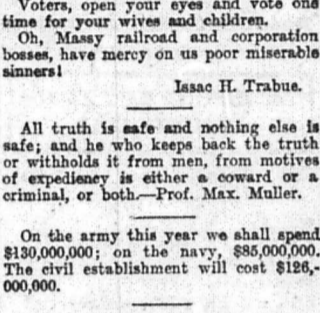 Voters, open your eyes and vote one
time for your wives and children.
Oh, Massy railroad and corporation
bosses, have mercy on us poor miserable
sinners!
Issac H. Trabue.
All truth is safe and nothing else is
safe; and he who keeps back the truth
or withholds it from men, from motives
of expediency is either a coward or a
criminal, or both.—Prof. Max. Muller.
On the army this year we shall spend
$130,000,000; on the navy, $85,000,000.
The civil establishment will cost $126,-
000,000.